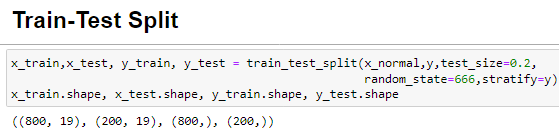 Train-Test Split
x_train,x_test, y_train, y_test = train_test_split(x_normal,y,test_size=0.2,
random_state=666,stratify=y)
x_train.shape, x_test.shape, y_train.shape, y_test.shape
((800, 19), (200, 19), (800,), (200,))